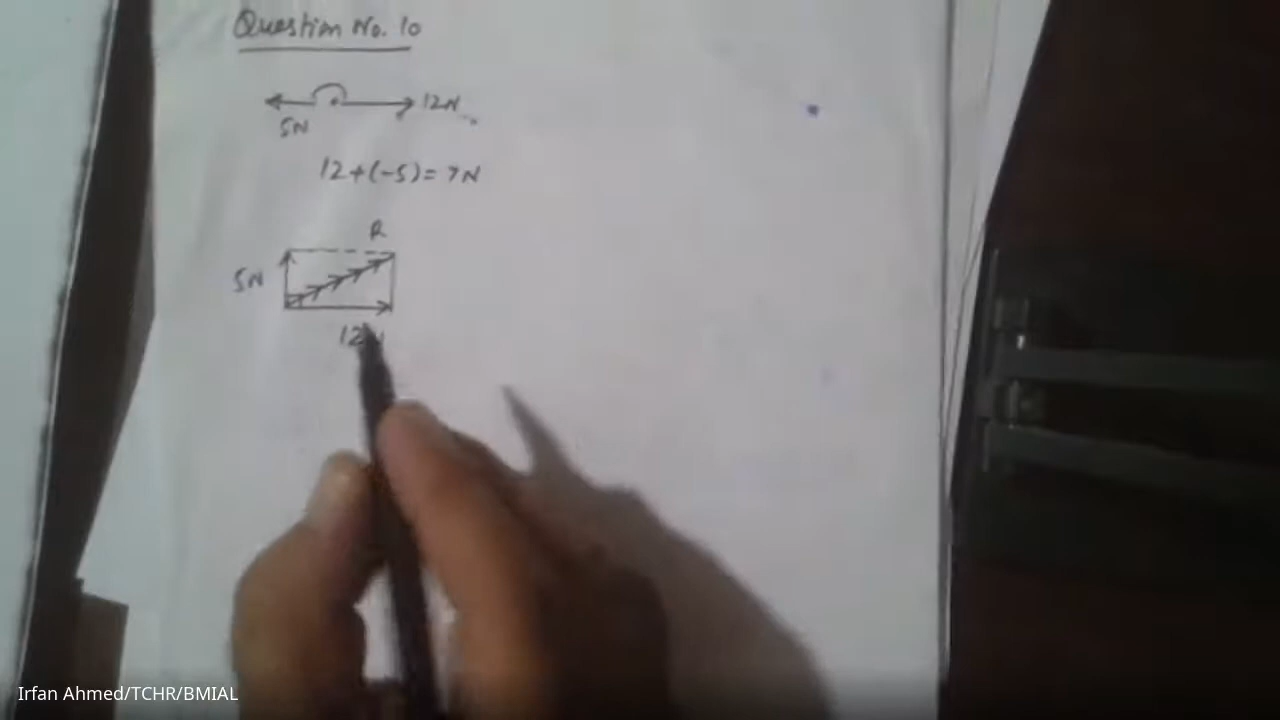 Question No. 10
12N
5N
12+(-5)= 7N
R
5N
12N
Irfan Ahmed/TCHR/BMIAL